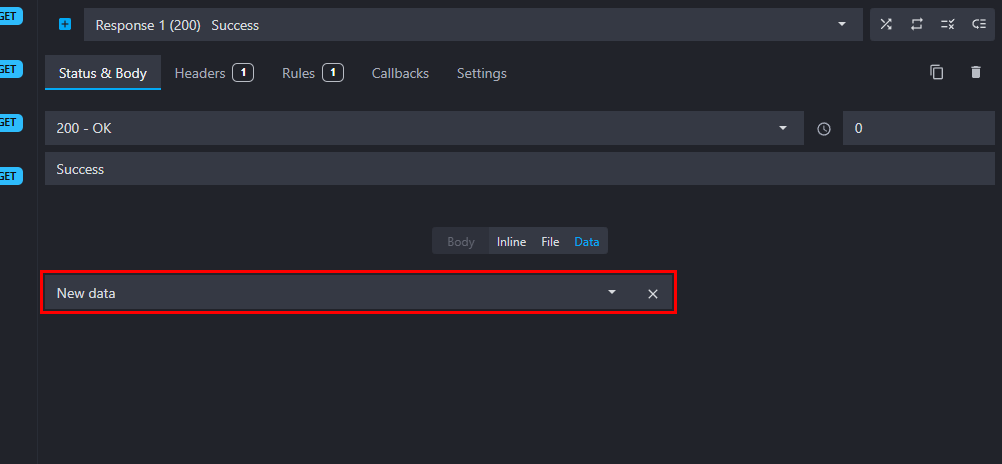 GET
Response 1 (200) Success
GET
Status & Body Headers 1 Rules 1 Callbacks Settings
GET
200 - OK 0
Success
GET
Body Inline File Data
New data